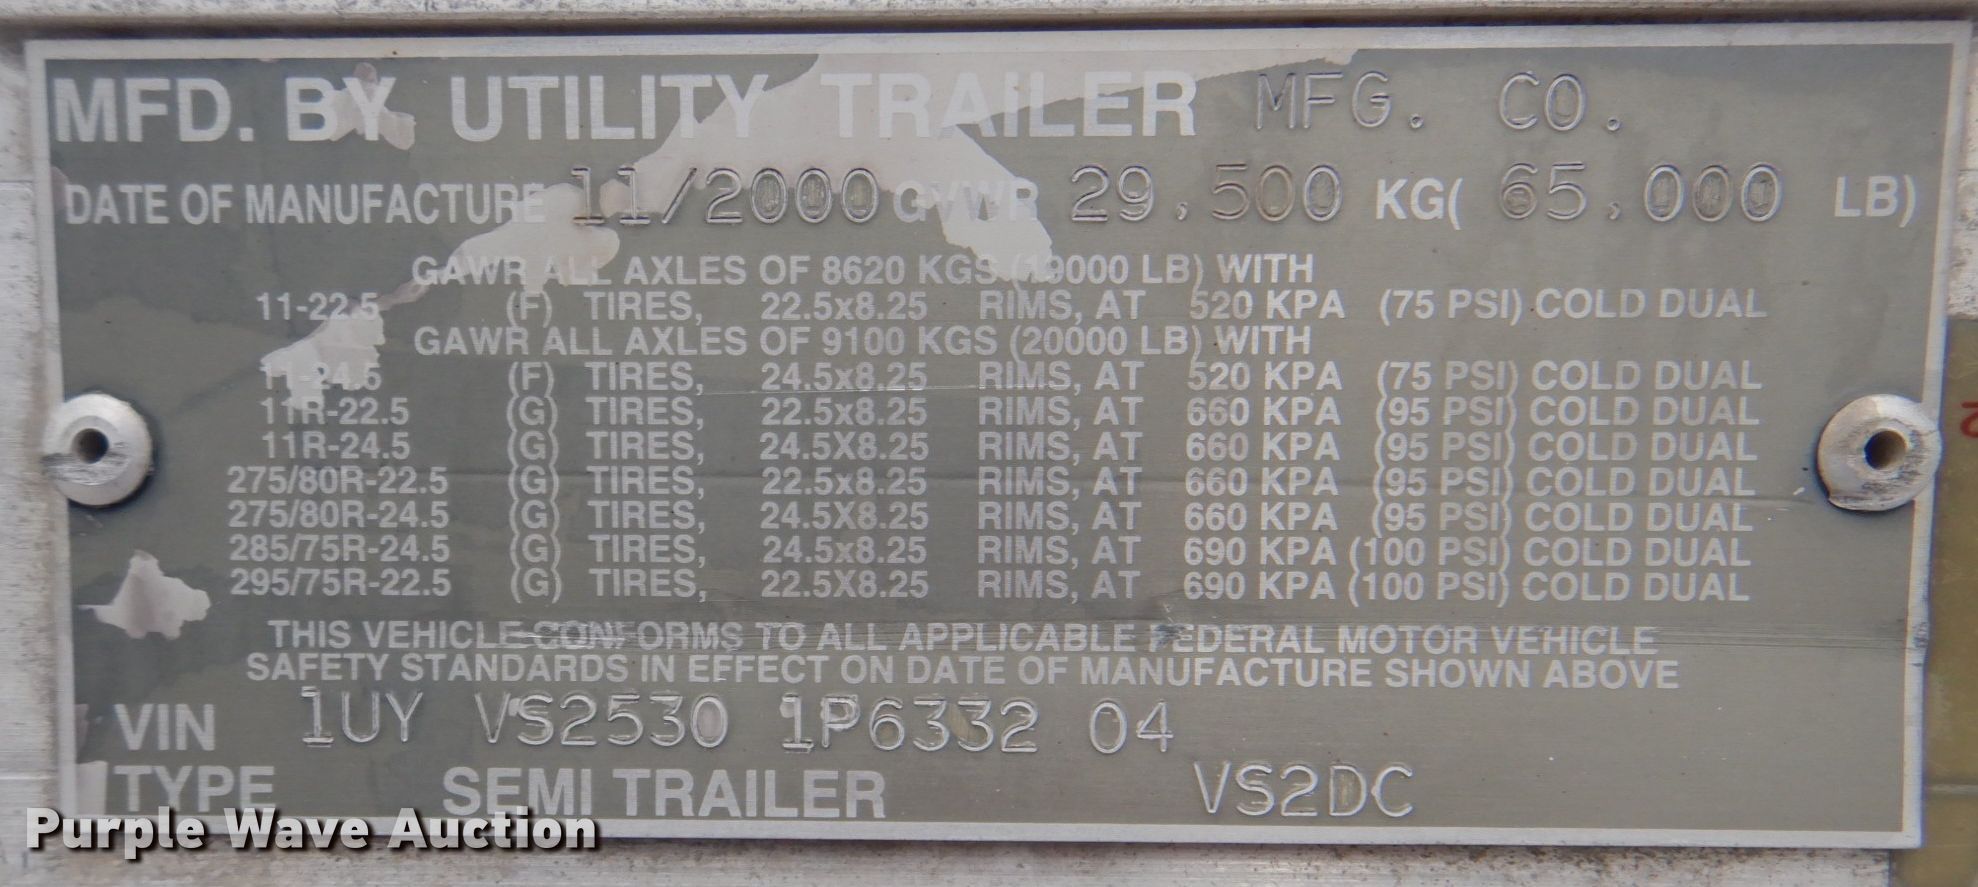 MFD. BY UTILITY TRAILER MFG. CO.
DATE OF MANUFACTURE 11/2000 GVWR 29,500 KG( 65,000 LB)
GAWR ALL AXLES OF 8620 KGS (19000 LB) WITH
11-22.5 (F) TIRES, 22.5x8.25 RIMS, AT 520 KPA (75 PSI) COLD DUAL
GAWR ALL AXLES OF 9100 KGS (20000 LB) WITH
11-24.5 (F) TIRES, 24.5x8.25 RIMS, AT 520 KPA (75 PSI) COLD DUAL
11R-22.5 (G) TIRES, 22.5x8.25 RIMS, AT 660 KPA (95 PSI) COLD DUAL
11R-24.5 (G) TIRES, 24.5X8.25 RIMS, AT 660 KPA (95 PSI) COLD DUAL
275/80R-22.5 (G) TIRES, 22.5x8.25 RIMS, AT 660 KPA (95 PSI) COLD DUAL
275/80R-24.5 (G) TIRES, 24.5X8.25 RIMS, AT 660 KPA (95 PSI) COLD DUAL
285/75R-24.5 (G) TIRES, 24.5x8.25 RIMS, AT 690 KPA (100 PSI) COLD DUAL
295/75R-22.5 (G) TIRES, 22.5X8.25 RIMS, AT 690 KPA (100 PSI) COLD DUAL
THIS VEHICLE CONFORMS TO ALL APPLICABLE FEDERAL MOTOR VEHICLE
SAFETY STANDARDS IN EFFECT ON DATE OF MANUFACTURE SHOWN ABOVE
VIN 1UY VS2530 1P6332 04
TYPE SEMI TRAILER VS2DC
Purple Wave Auction